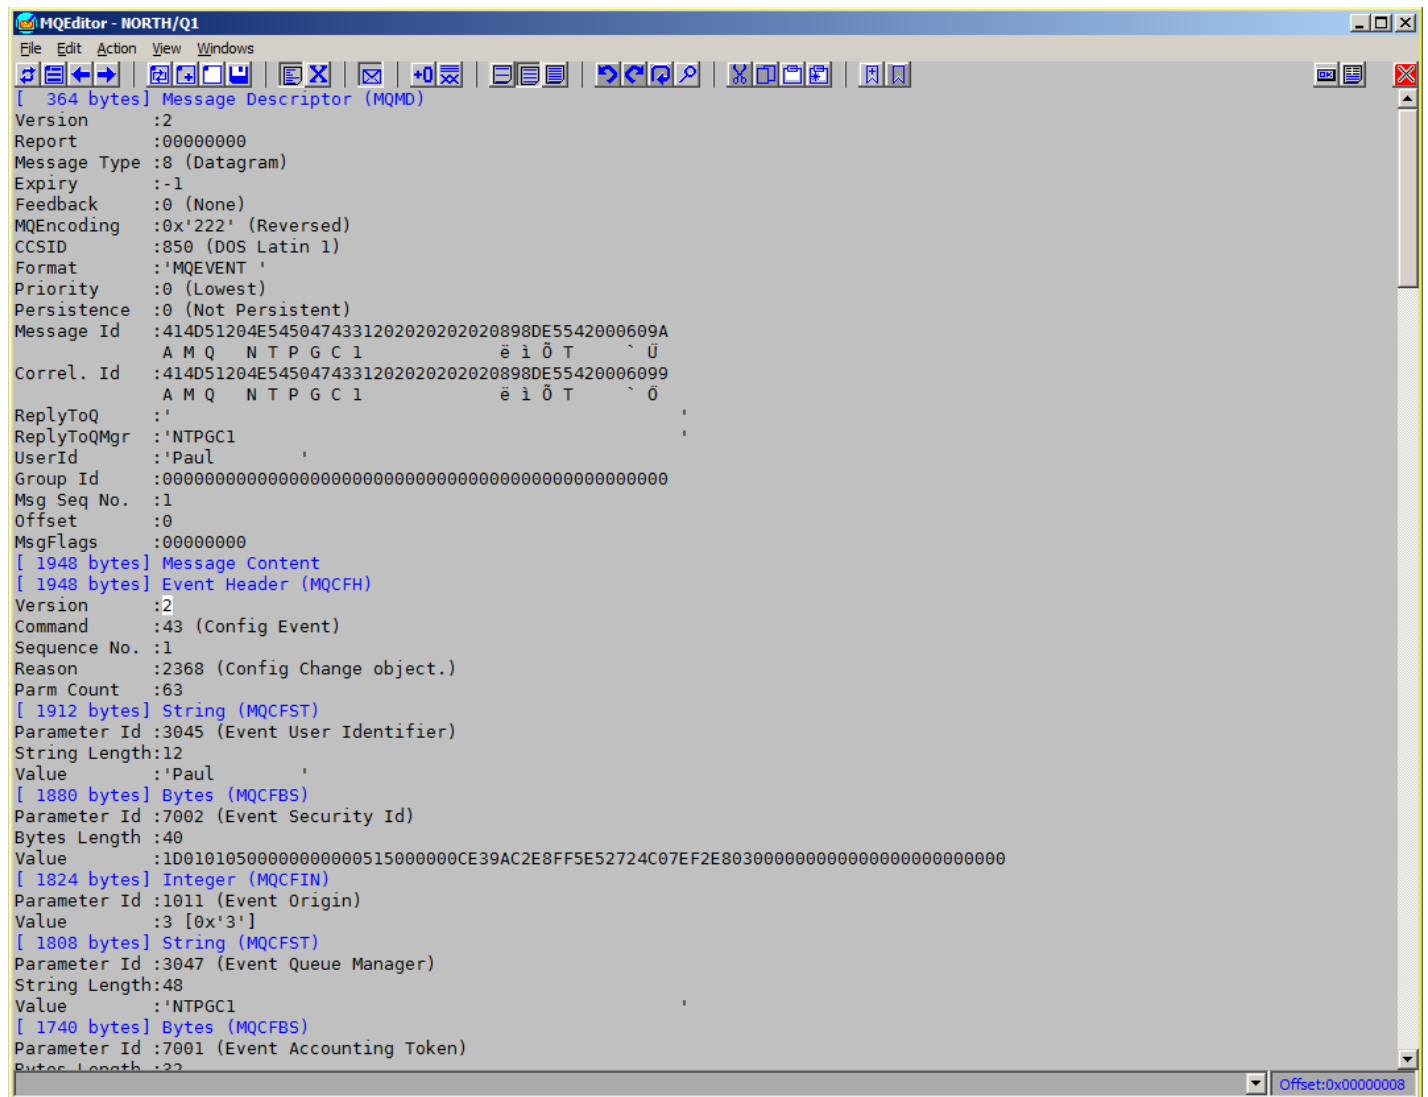 MQEditor - NORTH/Q1
File Edit Action View Windows
[  364 bytes] Message Descriptor (MQMD)
Version      :2
Report       :00000000
Message Type :8 (Datagram)
Expiry       :-1
Feedback     :0 (None)
MQEncoding   :0x'222' (Reversed)
CCSID        :850 (DOS Latin 1)
Format       :'MQEVENT '
Priority     :0 (Lowest)
Persistence  :0 (Not Persistent)
Message Id   :414D51204E5450474331202020202020898DE5542000609A
              A M Q   N T P G C 1             ë ì Õ T     ` Ü
Correl. Id   :414D51204E5450474331202020202020898DE55420006099
              A M Q   N T P G C 1             ë ì Õ T     ` Ö
ReplyToQ     :'                                                '
ReplyToQMgr  :'NTPGC1                                          '
UserId       :'Paul        '
Group Id     :000000000000000000000000000000000000000000000000
Msg Seq No.  :1
Offset       :0
MsgFlags     :00000000
[ 1948 bytes] Message Content
[ 1948 bytes] Event Header (MQCFH)
Version      :2
Command      :43 (Config Event)
Sequence No. :1
Reason       :2368 (Config Change object.)
Parm Count   :63
[ 1912 bytes] String (MQCFST)
Parameter Id :3045 (Event User Identifier)
String Length:12
Value        :'Paul        '
[ 1880 bytes] Bytes (MQCFBS)
Parameter Id :7002 (Event Security Id)
Bytes Length :40
Value        :1D010105000000000000515000000CE39AC2E8FF5E52724C07EF2E8030000000000000000000000
[ 1824 bytes] Integer (MQCFIN)
Parameter Id :1011 (Event Origin)
Value        :3 [0x'3']
[ 1808 bytes] String (MQCFST)
Parameter Id :3047 (Event Queue Manager)
String Length:48
Value        :'NTPGC1                                          '
[ 1740 bytes] Bytes (MQCFBS)
Parameter Id :7001 (Event Accounting Token)
Bytes Length :32
Offset:0x00000008